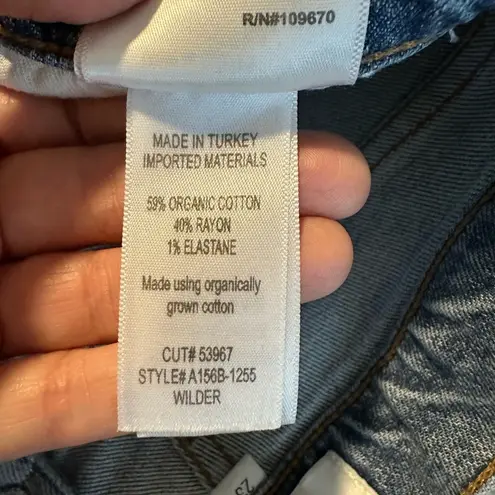 R/N#109670
MADE IN TURKEY
IMPORTED MATERIALS
59% ORGANIC COTTON
40% RAYON
1% ELASTANE
Made using organically
grown cotton
CUT# 53967
STYLE# A156B-1255
WILDER